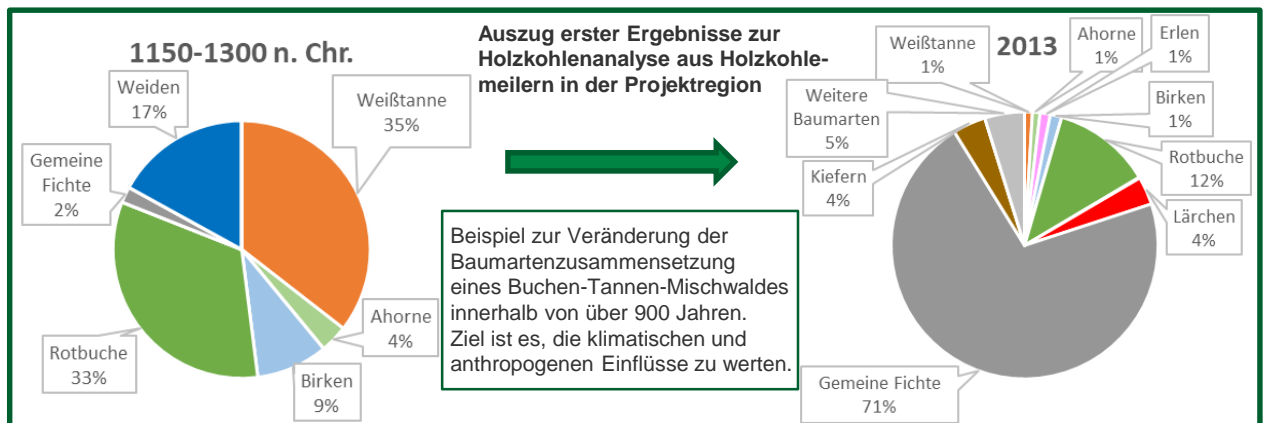 1150-1300 n. Chr.
Weiden
17%
Weißtanne
35%
Gemeine
Fichte
2%
Rotbuche
33%
Birken
9%
Ahorne
4%
Auszug erster Ergebnisse zur
Holzkohlenanalyse aus Holzkohle-
meilern in der Projektregion
Beispiel zur Veränderung der
Baumartenzusammensetzung
eines Buchen-Tannen-Mischwaldes
innerhalb von über 900 Jahren.
Ziel ist es, die klimatischen und
anthropogenen Einflüsse zu werten.
2013
Weißtanne
1%
Ahorne
1%
Erlen
1%
Weitere
Baumarten
5%
Birken
1%
Kiefern
4%
Rotbuche
12%
Lärchen
4%
Gemeine Fichte
71%